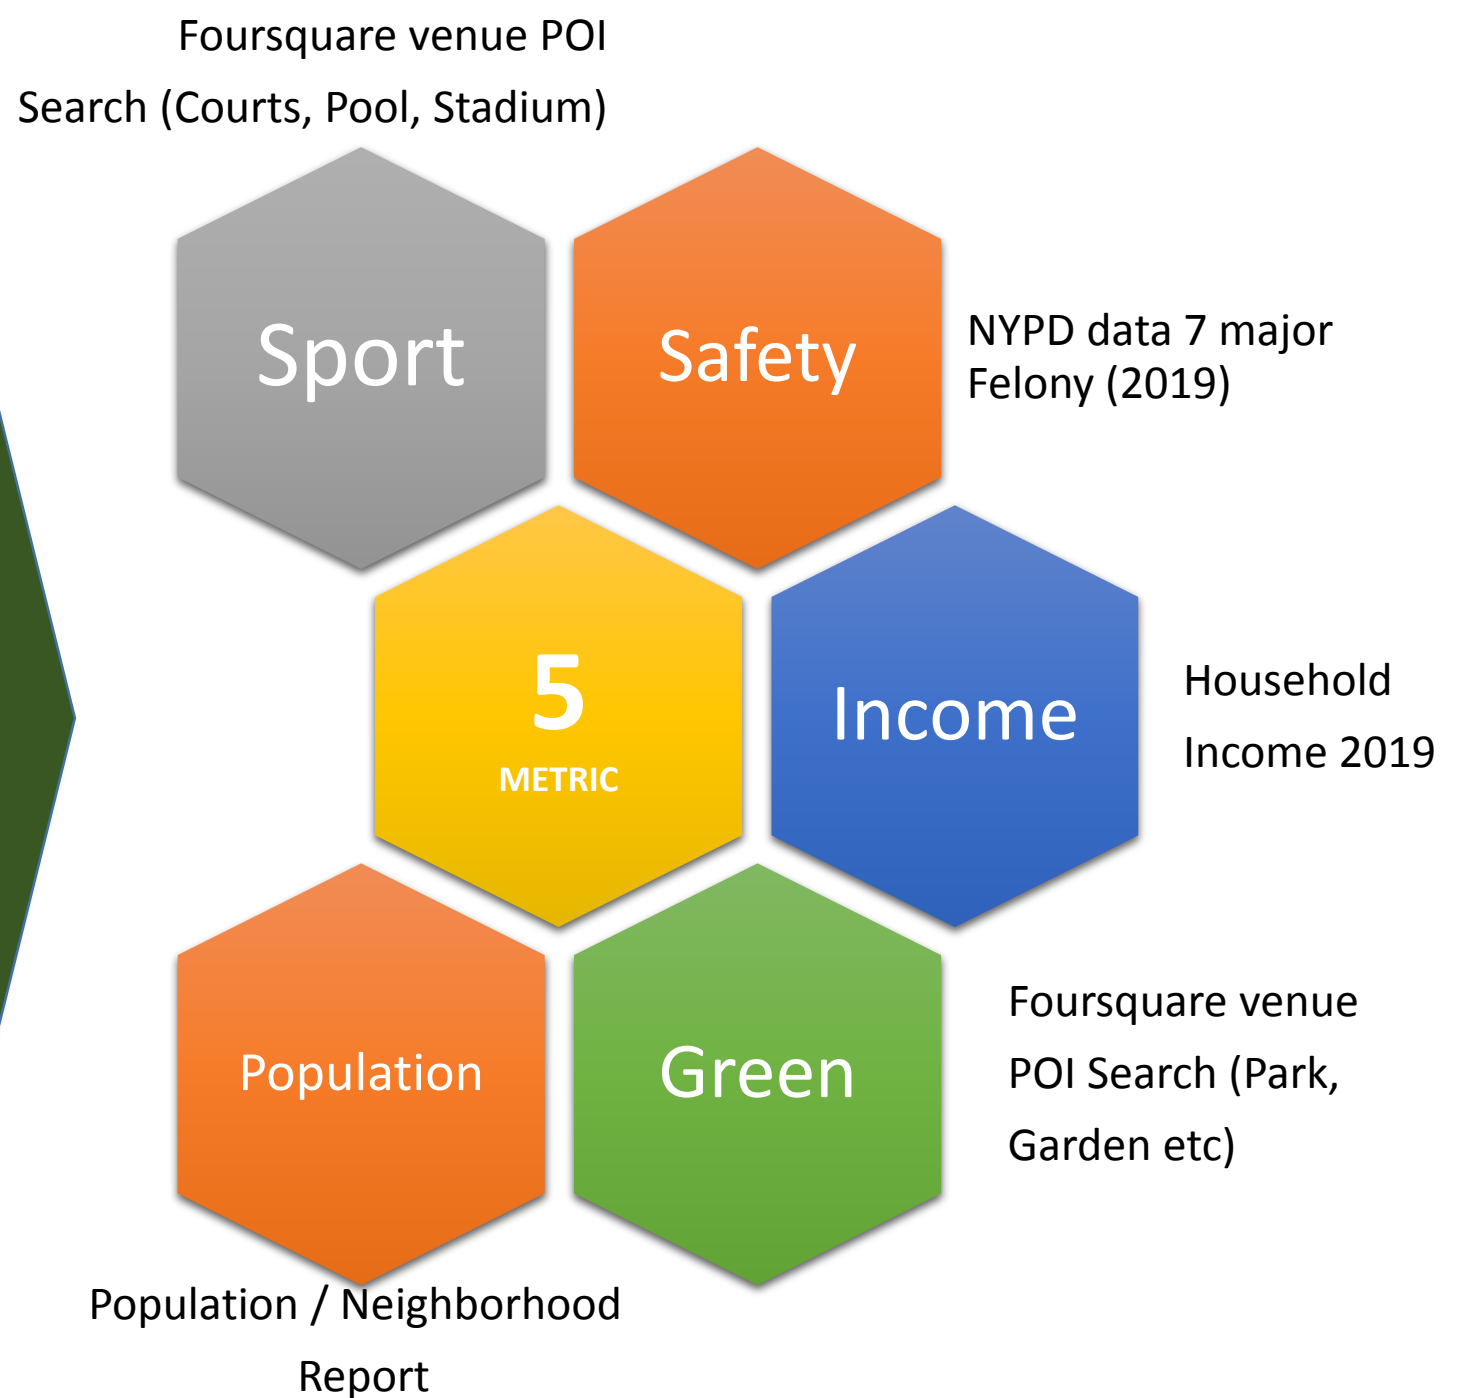 Foursquare venue POI
Search (Courts, Pool, Stadium)
Sport
Safety
NYPD data 7 major
Felony (2019)
5
METRIC
Income
Household
Income 2019
Population
Green
Foursquare venue
POI Search (Park,
Garden etc)
Population / Neighborhood
Report